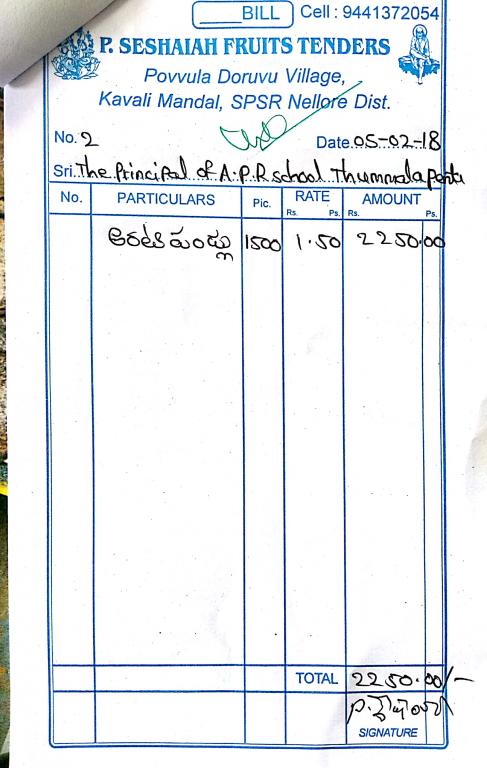 BILL Cell : 9441372054
P. SESHAIAH FRUITS TENDERS
Povvula Doruvu Village,
Kavali Mandal, SPSR Nellore Dist.
No. 2 Date. 05-02-18
Sri. The Principal of A.P.R school Thummalapenta
No. PARTICULARS Pic. RATE AMOUNT
Rs. Ps. Rs. Ps.
అరటి పండ్లు 1500 1.50 2250.00
TOTAL 2250.00/-
SIGNATURE